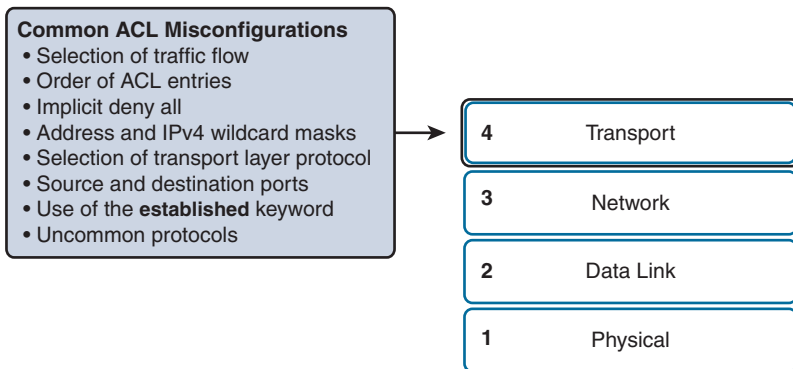 Common ACL Misconfigurations
• Selection of traffic flow
• Order of ACL entries
• Implicit deny all
• Address and IPv4 wildcard masks
• Selection of transport layer protocol
• Source and destination ports
• Use of the established keyword
• Uncommon protocols
4 Transport
3 Network
2 Data Link
1 Physical